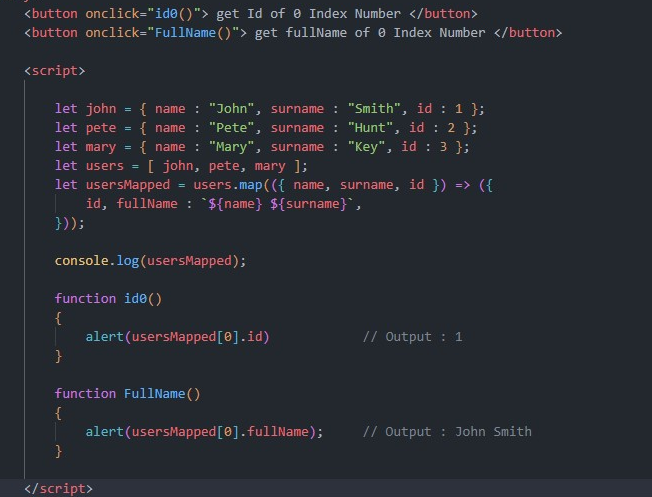 <button onclick="id0()"> get Id of 0 Index Number </button>
<button onclick="FullName()"> get fullName of 0 Index Number </button>
<script>
let john = { name : "John", surname : "Smith", id : 1 };
let pete = { name : "Pete", surname : "Hunt", id : 2 };
let mary = { name : "Mary", surname : "Key", id : 3 };
let users = [ john, pete, mary ];
let usersMapped = users.map(({ name, surname, id }) => ({
id, fullName : `${name} ${surname}`,
}));
console.log(usersMapped);
function id0()
{
alert(usersMapped[0].id) // Output : 1
}
function FullName()
{
alert(usersMapped[0].fullName); // Output : John Smith
}
</script>